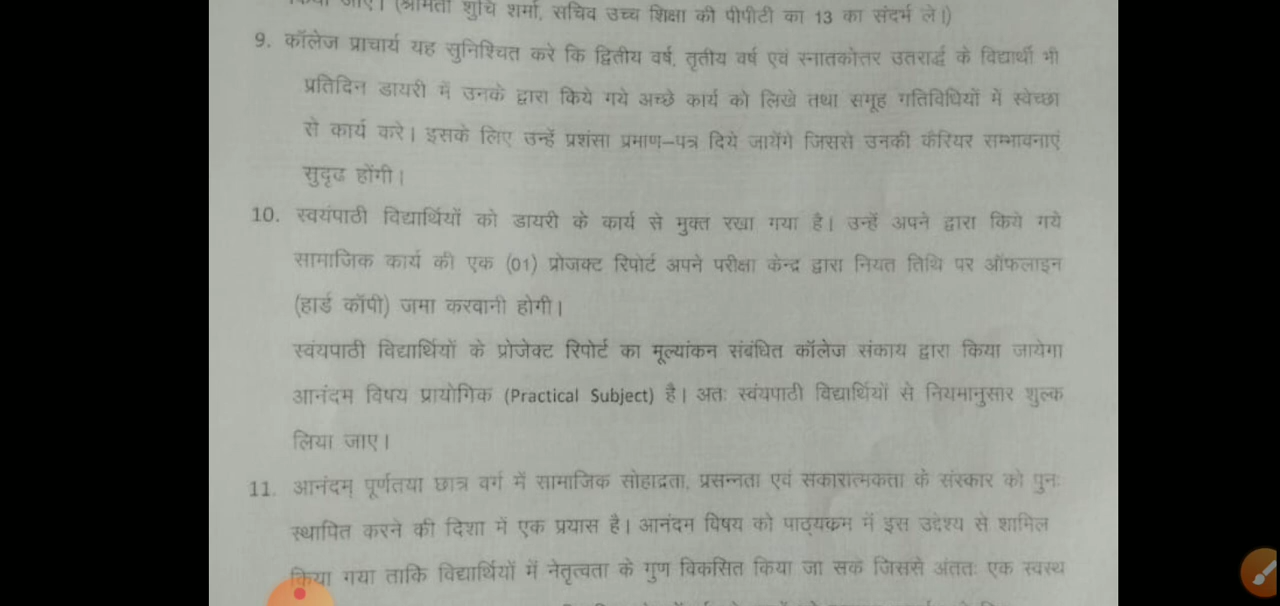 किया जाए। (श्रीमती शुचि शर्मा, सचिव उच्च शिक्षा की पीपीटी का 13 का संदर्भ ले।)
9. कॉलेज प्राचार्य यह सुनिश्चित करे कि द्वितीय वर्ष, तृतीय वर्ष एवं स्नातकोत्तर उतरार्द्ध के विद्यार्थी भी
प्रतिदिन डायरी में उनके द्वारा किये गये अच्छे कार्य को लिखे तथा समूह गतिविधियों में स्वेच्छा
से कार्य करे। इसके लिए उन्हें प्रशंसा प्रमाण–पत्र दिये जायेंगे जिससे उनकी कॅरियर सम्भावनाएं
सुदृढ होंगी।
10. स्वयंपाठी विद्यार्थियों को डायरी के कार्य से मुक्त रखा गया है। उन्हें अपने द्वारा किये गये
सामाजिक कार्य की एक (01) प्रोजक्ट रिपोर्ट अपने परीक्षा केन्द्र द्वारा नियत तिथि पर ऑफलाइन
(हार्ड कॉपी) जमा करवानी होगी।
स्वंयपाठी विद्यार्थियों के प्रोजेक्ट रिपोर्ट का मूल्यांकन संबंधित कॉलेज संकाय द्वारा किया जायेगा
आनंदम विषय प्रायोगिक (Practical Subject) है। अतः स्वंयपाठी विद्यार्थियों से नियमानुसार शुल्क
लिया जाए।
11. आनंदम् पूर्णतया छात्र वर्ग में सामाजिक सोहाद्रता, प्रसन्नता एवं सकारात्मकता के संस्कार को पुनः
स्थापित करने की दिशा में एक प्रयास है। आनंदम विषय को पाठ्यक्रम में इस उद्देश्य से शामिल
किया गया ताकि विद्यार्थियों में नेतृत्वता के गुण विकसित किया जा सके जिससे अंततः एक स्वस्थ